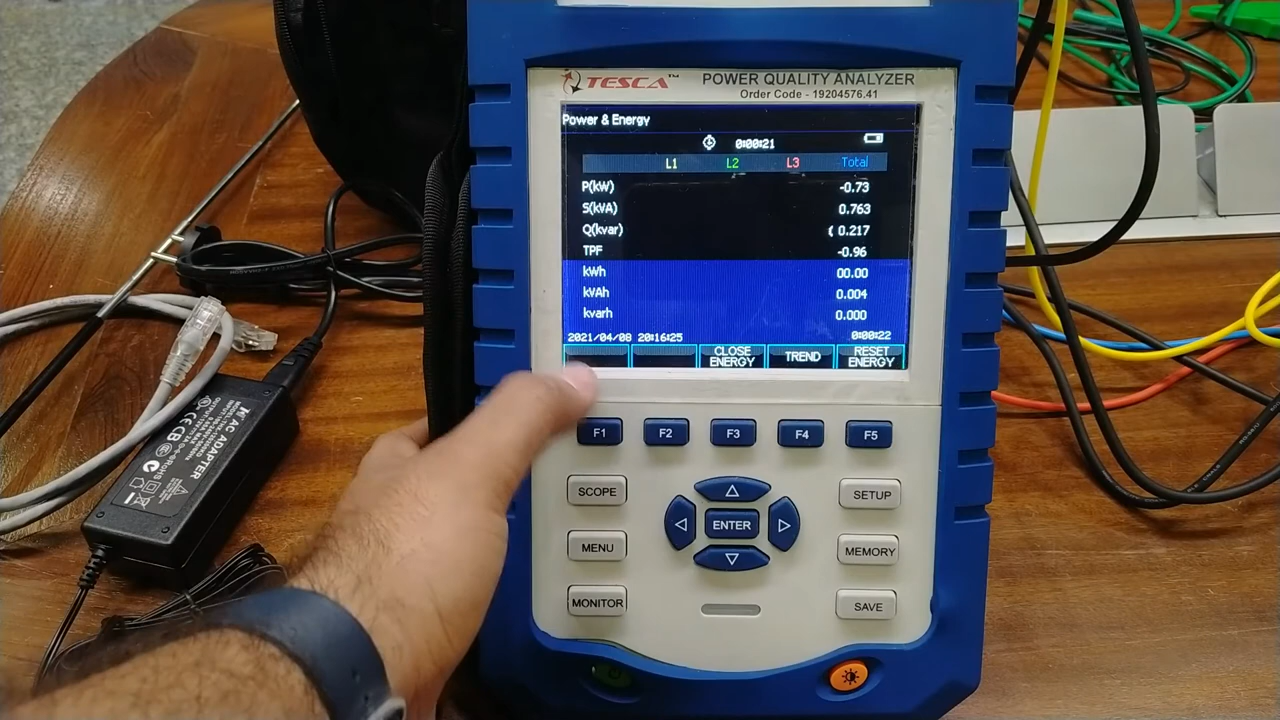 TESCA™ POWER QUALITY ANALYZER
Order Code - 19204576.41
Power & Energy
0:00:21
L1 L2 L3 Total
P(kW) -0.73
S(kVA) 0.763
Q(kvar) ( 0.217
TPF -0.96
kWh 00.00
kVAh 0.004
kvarh 0.000
2021/04/08 20:16:25 0:00:22
CLOSE ENERGY TREND RESET ENERGY
F1 F2 F3 F4 F5
SCOPE SETUP
ENTER
MENU MEMORY
MONITOR SAVE
AC ADAPTER